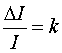 ΔI/I = k